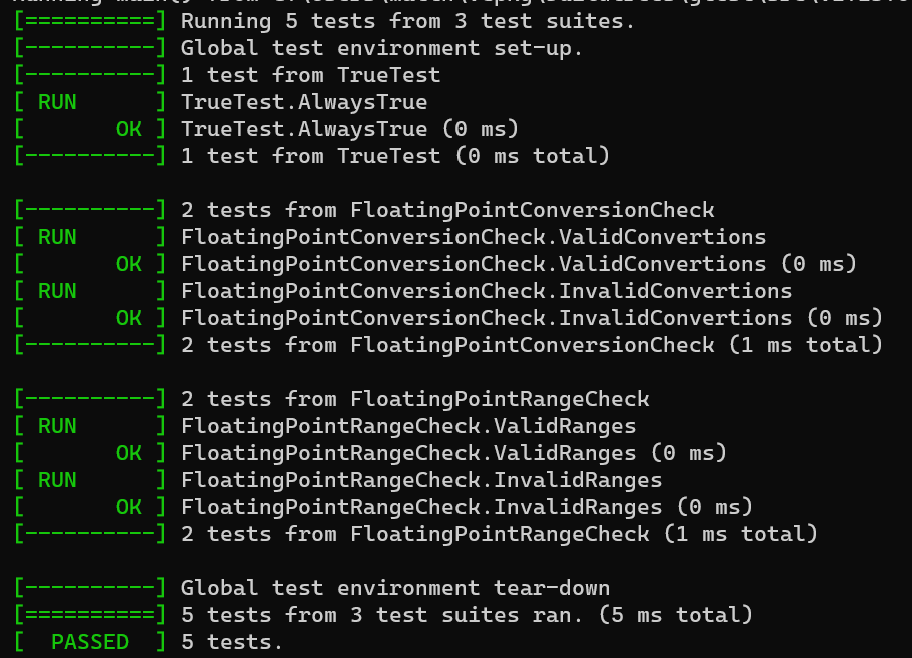 [==========] Running 5 tests from 3 test suites.
[----------] Global test environment set-up.
[----------] 1 test from TrueTest
[ RUN      ] TrueTest.AlwaysTrue
[       OK ] TrueTest.AlwaysTrue (0 ms)
[----------] 1 test from TrueTest (0 ms total)

[----------] 2 tests from FloatingPointConversionCheck
[ RUN      ] FloatingPointConversionCheck.ValidConvertions
[       OK ] FloatingPointConversionCheck.ValidConvertions (0 ms)
[ RUN      ] FloatingPointConversionCheck.InvalidConvertions
[       OK ] FloatingPointConversionCheck.InvalidConvertions (0 ms)
[----------] 2 tests from FloatingPointConversionCheck (1 ms total)

[----------] 2 tests from FloatingPointRangeCheck
[ RUN      ] FloatingPointRangeCheck.ValidRanges
[       OK ] FloatingPointRangeCheck.ValidRanges (0 ms)
[ RUN      ] FloatingPointRangeCheck.InvalidRanges
[       OK ] FloatingPointRangeCheck.InvalidRanges (0 ms)
[----------] 2 tests from FloatingPointRangeCheck (1 ms total)

[----------] Global test environment tear-down
[==========] 5 tests from 3 test suites ran. (5 ms total)
[  PASSED  ] 5 tests.